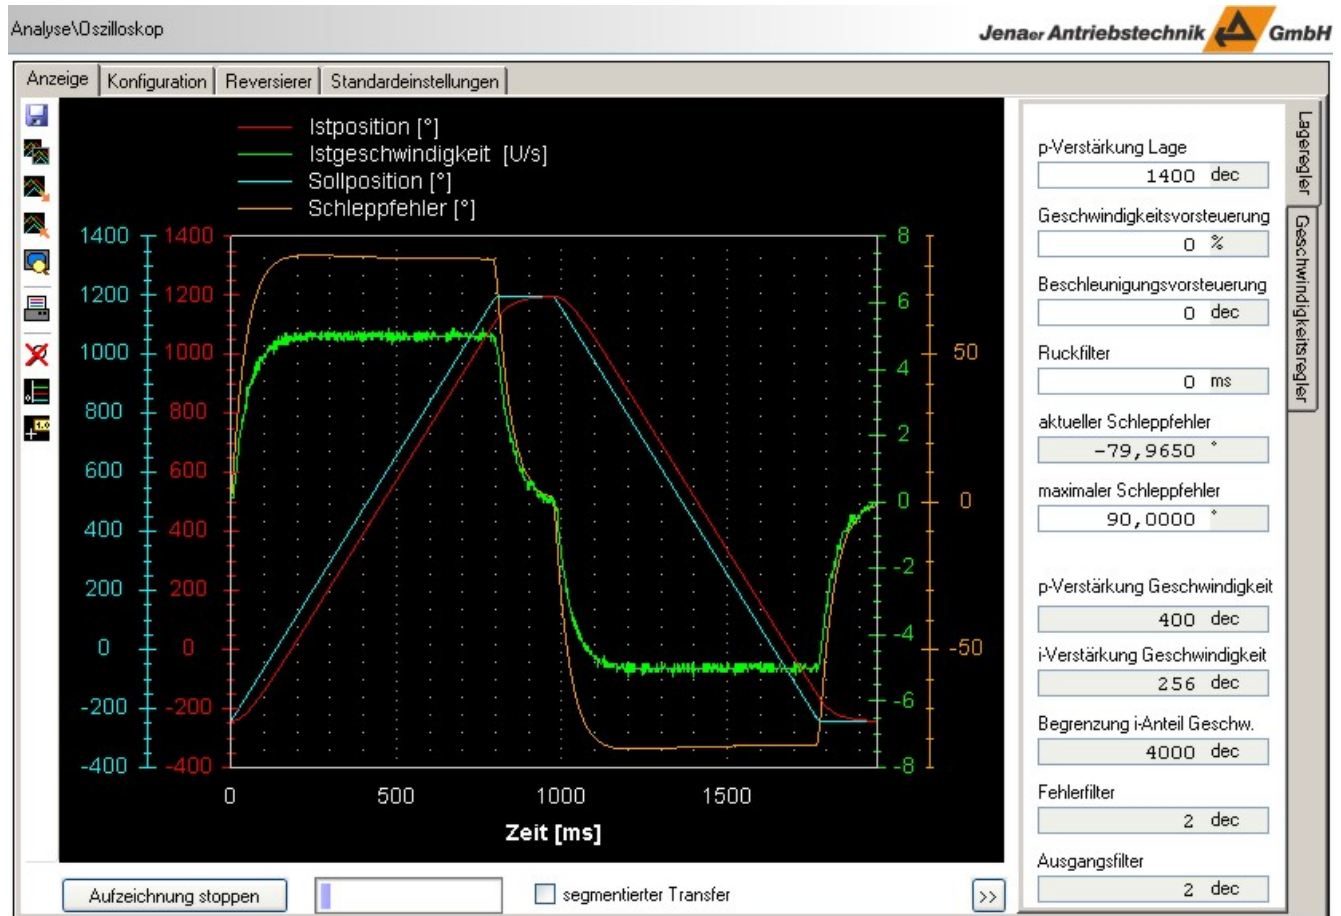 Analyse\Oszilloskop
Jenaer Antriebstechnik GmbH
Anzeige Konfiguration Reversierer Standardeinstellungen
Istposition [°]
Istgeschwindigkeit [U/s]
Sollposition [°]
Schleppfehler [°]
1400 1400 8
1200 1200 6
1000 1000 4 50
800 800 2
600 600 0 0
400 400 -2
200 200 -4 -50
0 0 -6
-200 -200 -8
-400 -400
0 500 1000 1500
Zeit [ms]
Aufzeichnung stoppen
segmentierter Transfer
>>
p-Verstärkung Lage
1400 dec
Geschwindigkeitsvorsteuerung
0 %
Beschleunigungsvorsteuerung
0 dec
Ruckfilter
0 ms
aktueller Schleppfehler
-79,9650 °
maximaler Schleppfehler
90,0000 °
p-Verstärkung Geschwindigkeit
400 dec
i-Verstärkung Geschwindigkeit
256 dec
Begrenzung i-Anteil Geschw.
4000 dec
Fehlerfilter
2 dec
Ausgangsfilter
2 dec
Lageregler
Geschwindigkeitsregler